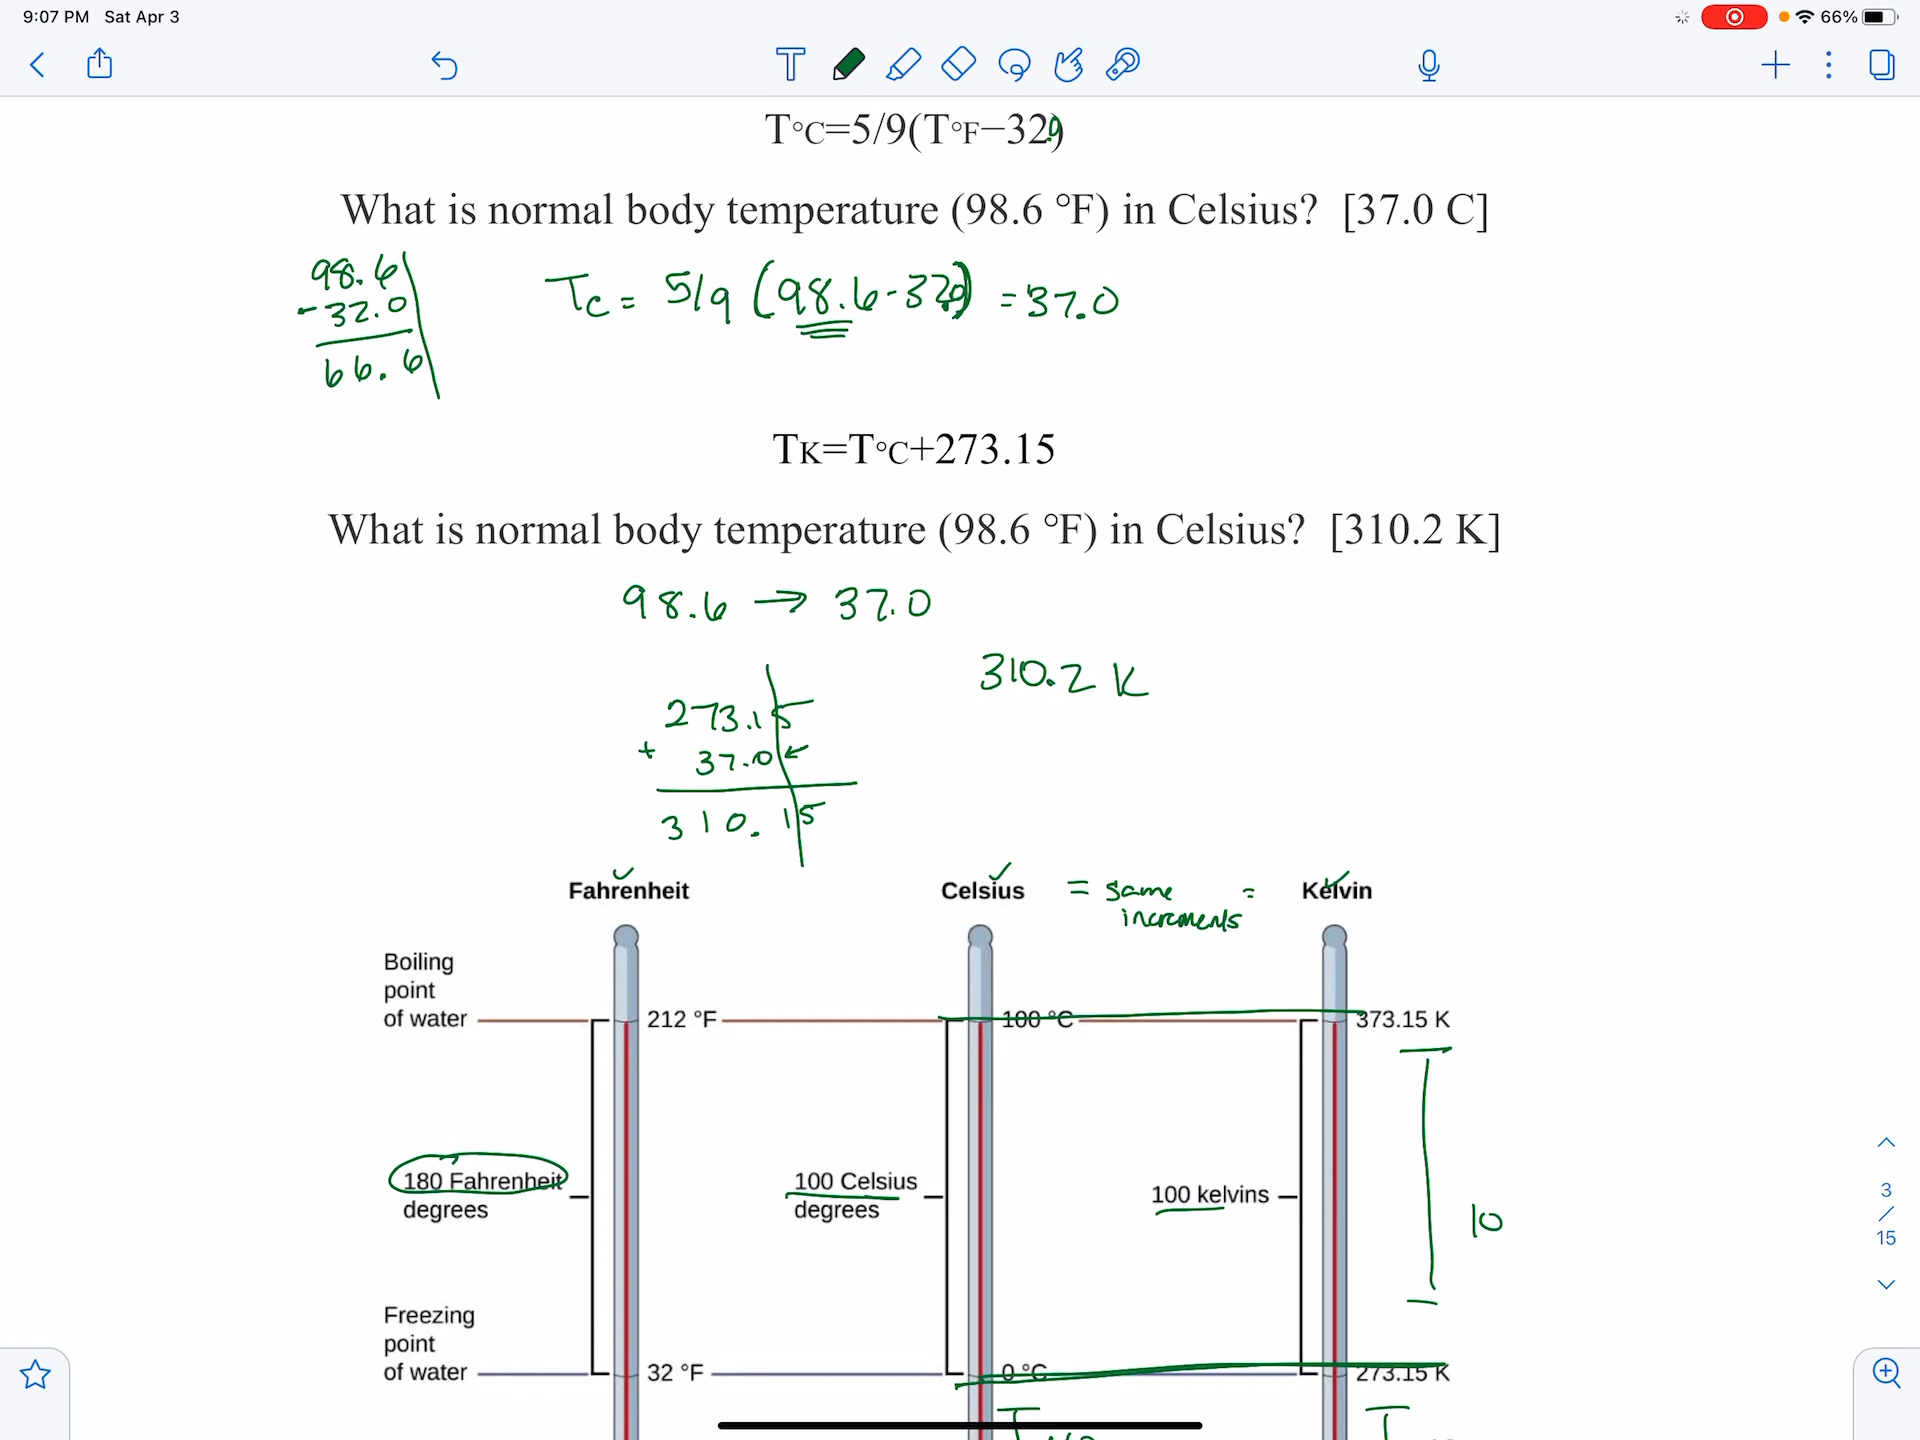 9:07 PM Sat Apr 3
66%
T°C=5/9(T°F−32)
What is normal body temperature (98.6 °F) in Celsius? [37.0 C]
98.6
-32.0
66.6
Tc = 5/9 (98.6-32.0) = 37.0
TK=T°C+273.15
What is normal body temperature (98.6 °F) in Celsius? [310.2 K]
98.6 → 37.0
310.2 K
273.15
+ 37.0 ←
310.15
Fahrenheit
Celsius = same increments = Kelvin
Boiling
point
of water
212 °F
100 °C
373.15 K
180 Fahrenheit
degrees
100 Celsius
degrees
100 kelvins
10
Freezing
point
of water
32 °F
0 °C
273.15 K
3
/
15